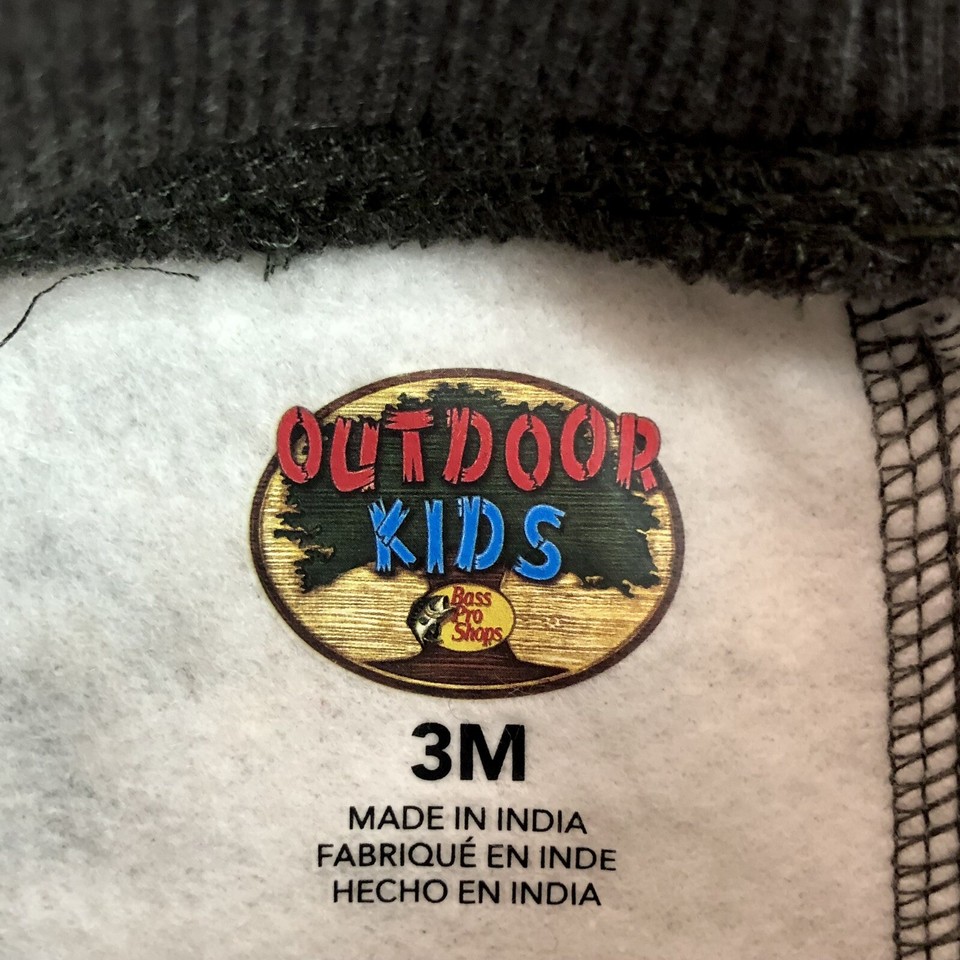 OUTDOOR
KIDS
Bass
Pro
Shops
3M
MADE IN INDIA
FABRIQUÉ EN INDE
HECHO EN INDIA